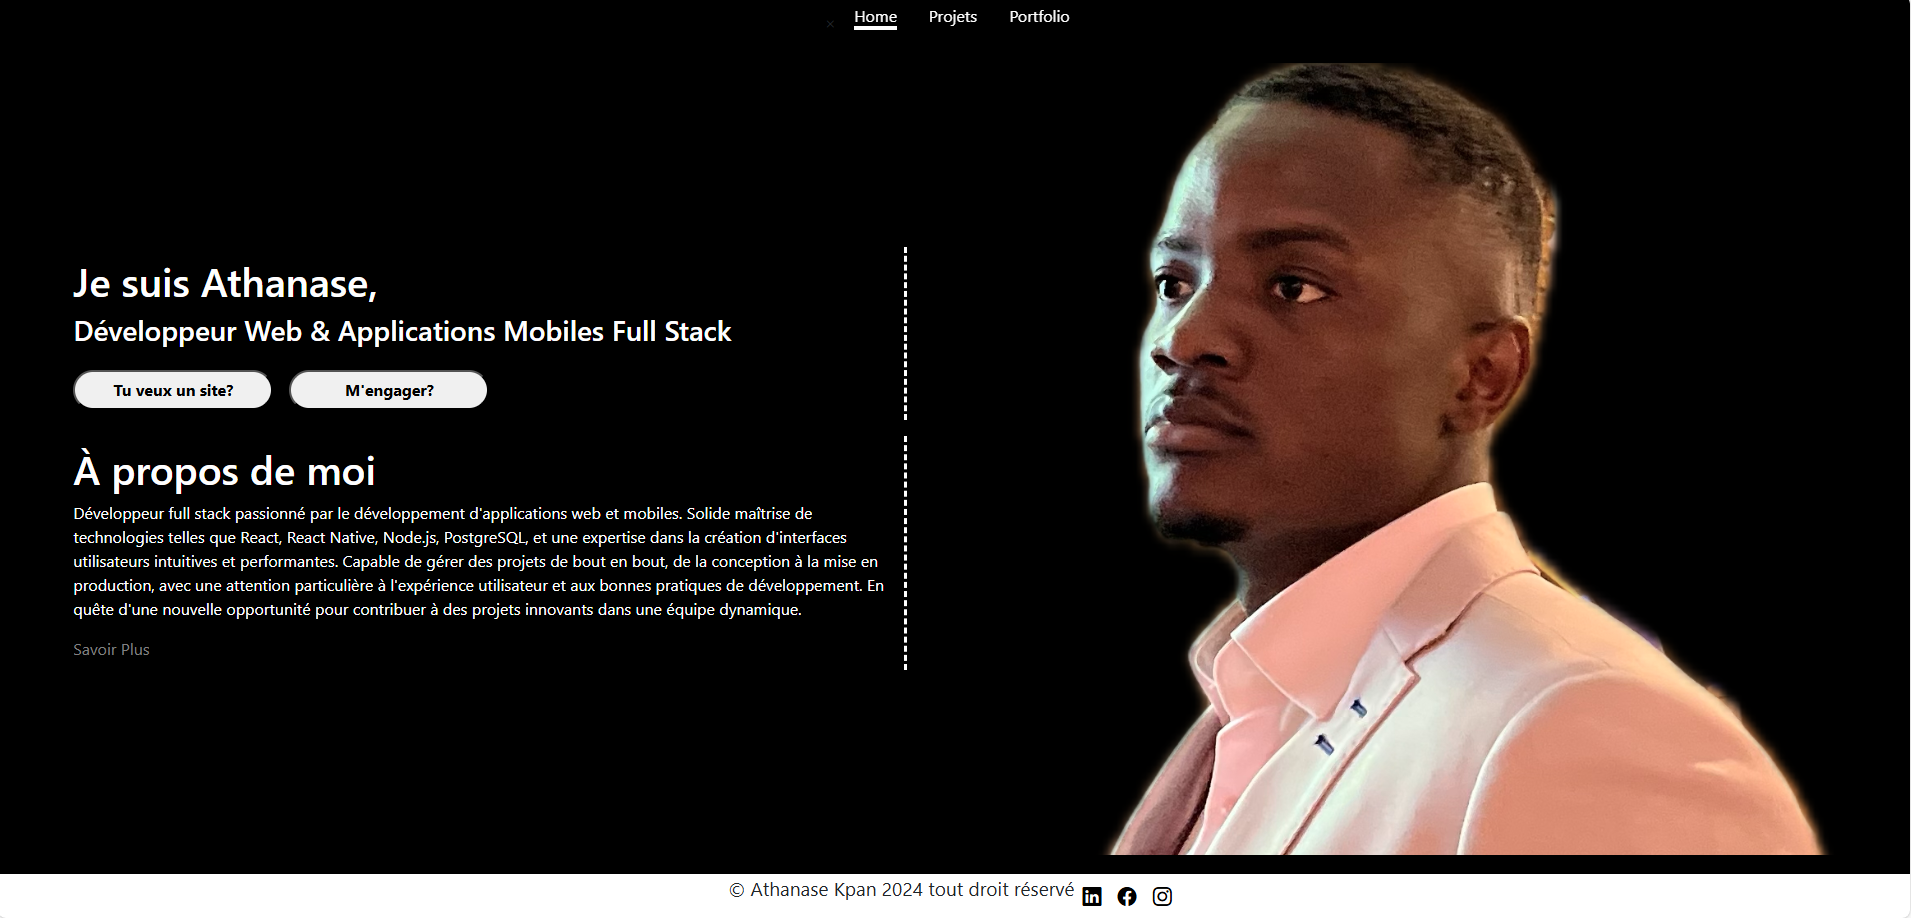 Home Projets Portfolio
Je suis Athanase,
Développeur Web & Applications Mobiles Full Stack
Tu veux un site? M'engager?
À propos de moi
Développeur full stack passionné par le développement d'applications web et mobiles. Solide maîtrise de
technologies telles que React, React Native, Node.js, PostgreSQL, et une expertise dans la création d'interfaces
utilisateurs intuitives et performantes. Capable de gérer des projets de bout en bout, de la conception à la mise en
production, avec une attention particulière à l'expérience utilisateur et aux bonnes pratiques de développement. En
quête d'une nouvelle opportunité pour contribuer à des projets innovants dans une équipe dynamique.
Savoir Plus
© Athanase Kpan 2024 tout droit réservé